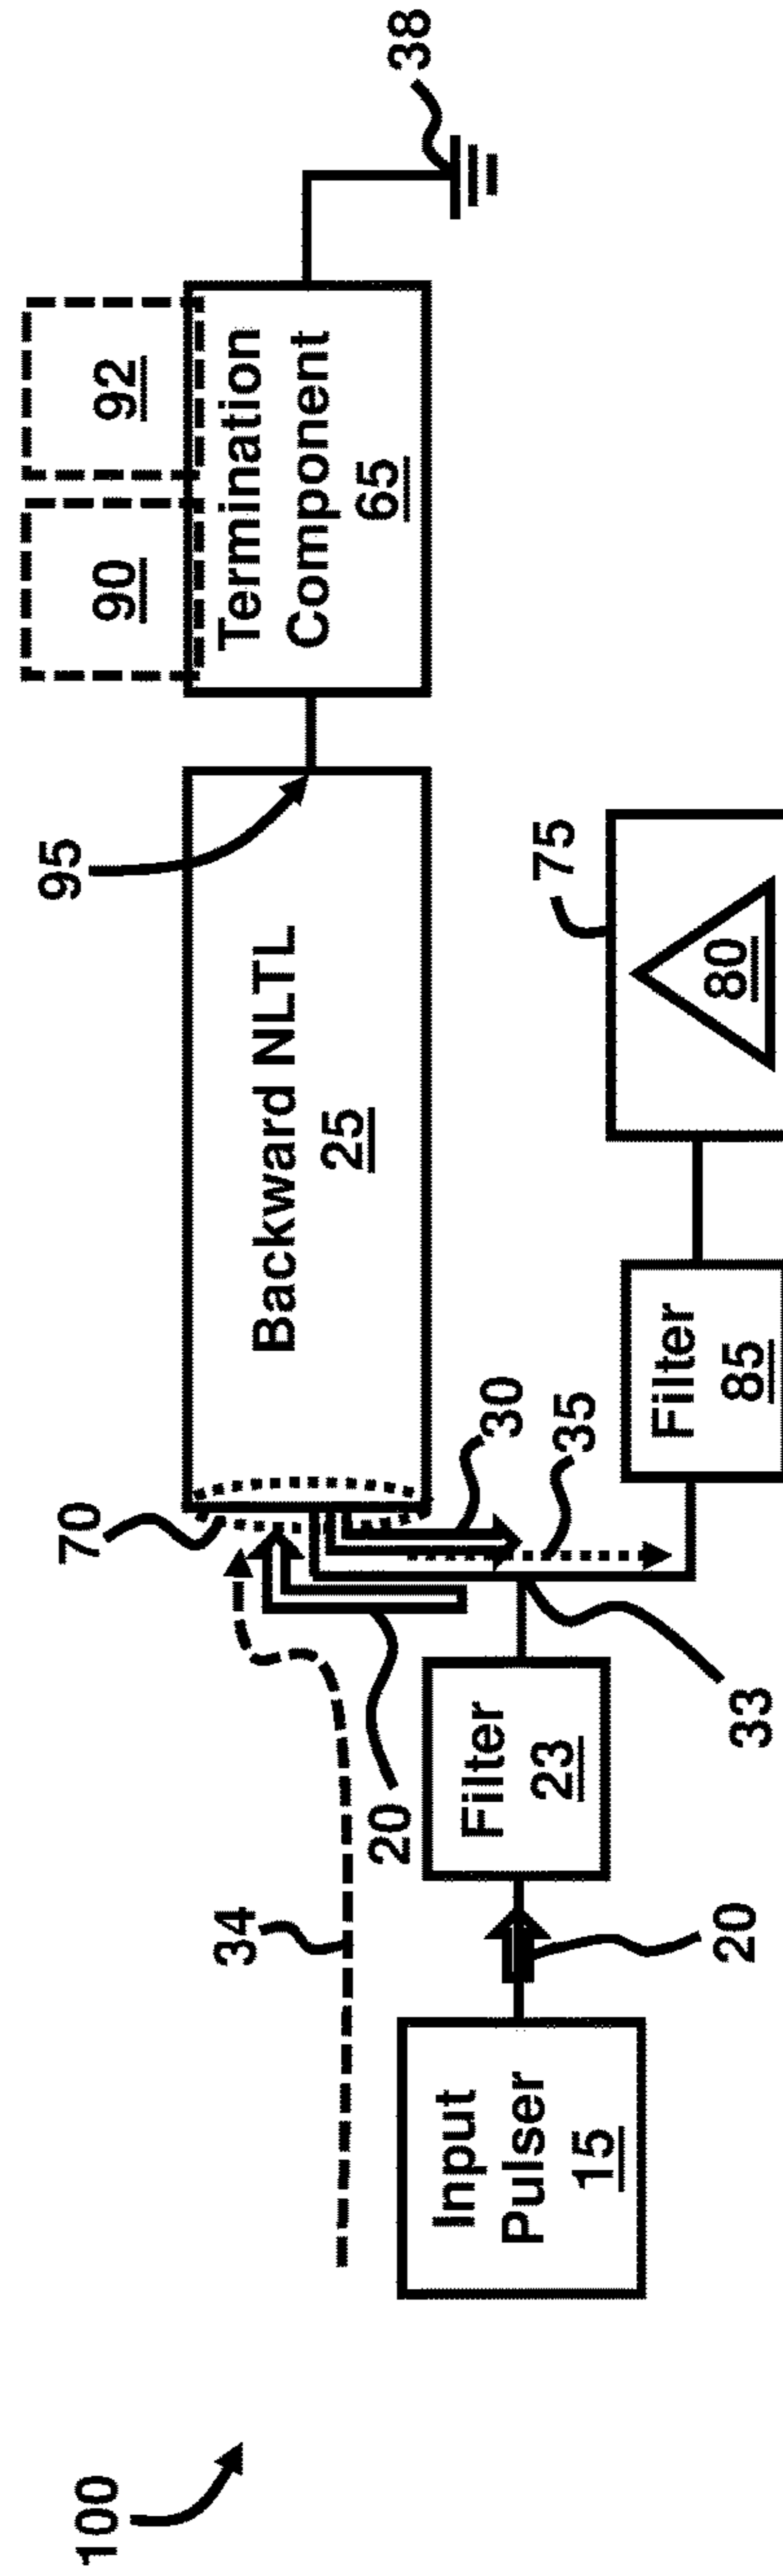 100
Input
Pulser
15
20
34
Filter
23
20
33
70
30
35
Backward NLTL
25
95
Filter
85
75
80
Termination
Component
65
90
92
38